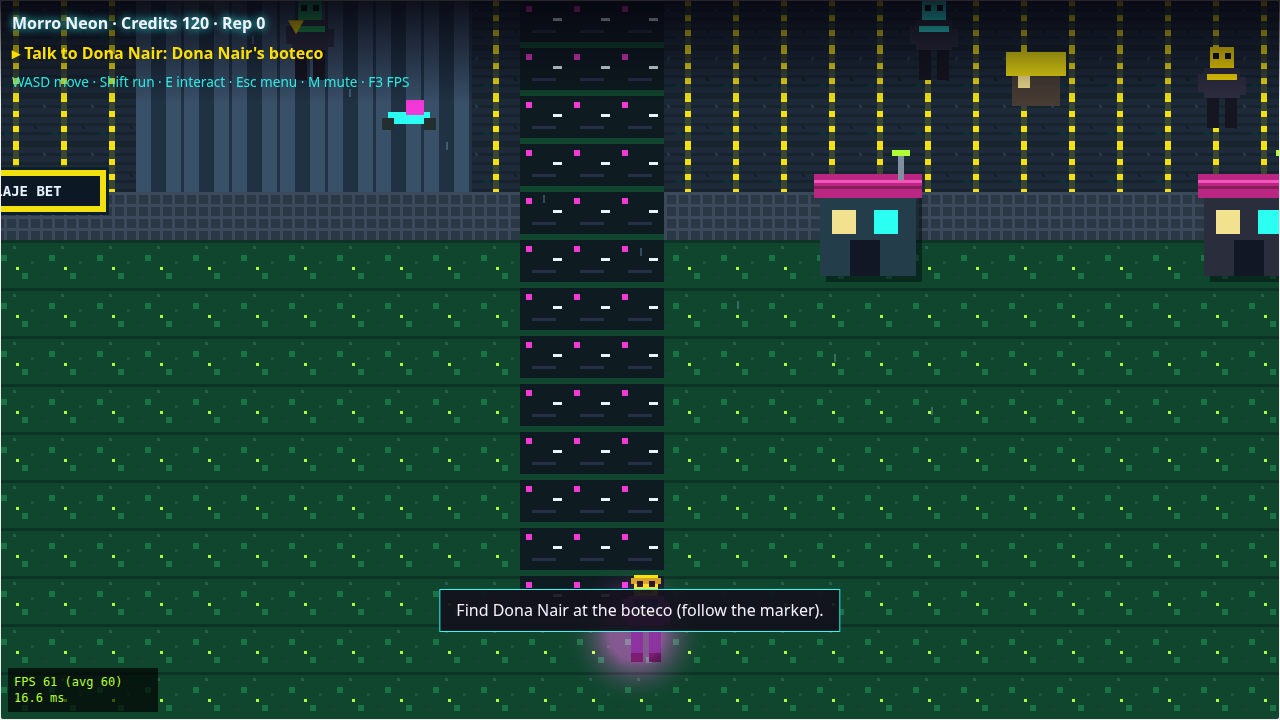 Morro Neon · Credits 120 · Rep 0
▸ Talk to Dona Nair: Dona Nair's boteco
WASD move · Shift run · E interact · Esc menu · M mute · F3 FPS
LAJE BET
Find Dona Nair at the boteco (follow the marker).
FPS 61 (avg 60)
16.6 ms